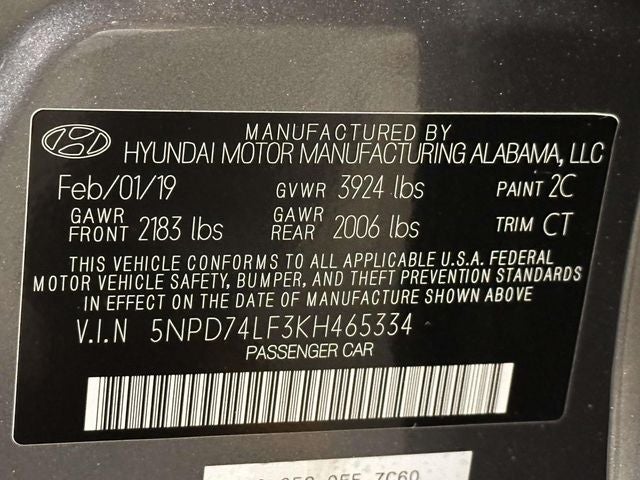 MANUFACTURED BY
HYUNDAI MOTOR MANUFACTURING ALABAMA, LLC
Feb/01/19 GVWR 3924 lbs PAINT 2C
GAWR FRONT 2183 lbs GAWR REAR 2006 lbs TRIM CT
THIS VEHICLE CONFORMS TO ALL APPLICABLE U.S.A. FEDERAL
MOTOR VEHICLE SAFETY, BUMPER, AND THEFT PREVENTION STANDARDS
IN EFFECT ON THE DATE OF MANUFACTURE SHOWN ABOVE
V.I.N 5NPD74LF3KH465334
PASSENGER CAR